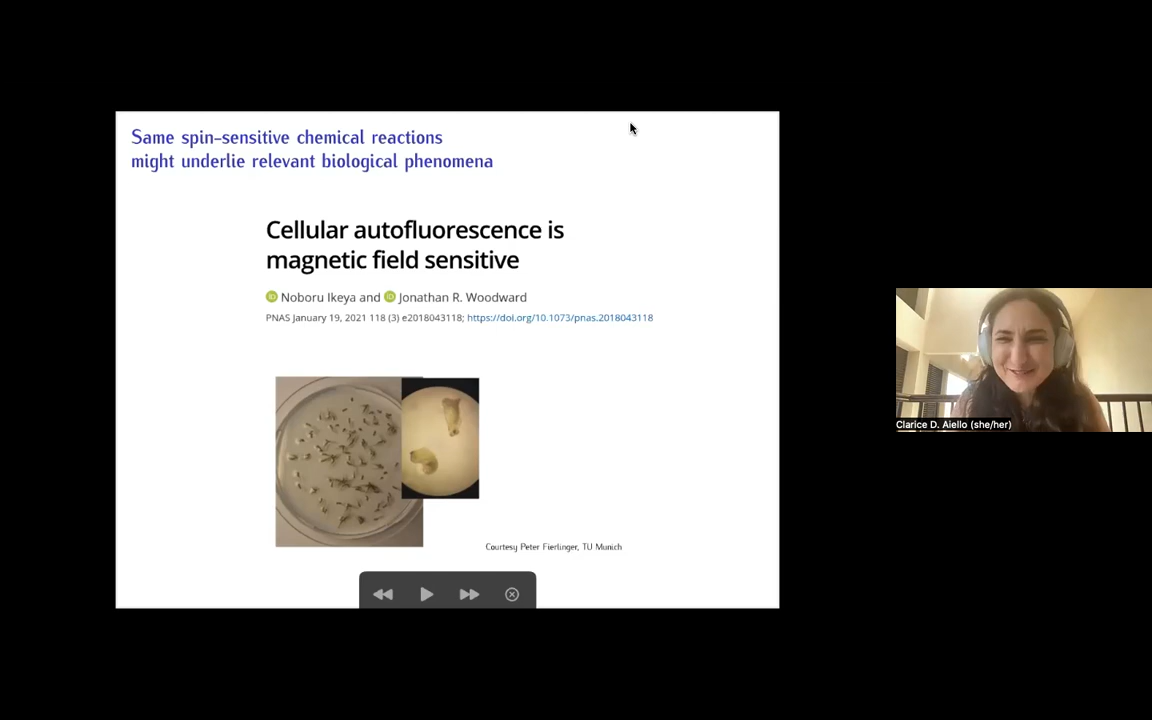 Same spin-sensitive chemical reactions
might underlie relevant biological phenomena
Cellular autofluorescence is
magnetic field sensitive
iD Noboru Ikeya and iD Jonathan R. Woodward
PNAS January 19, 2021 118 (3) e2018043118; https://doi.org/10.1073/pnas.2018043118
Courtesy Peter Fierlinger, TU Munich
Clarice D. Aiello (she/her)